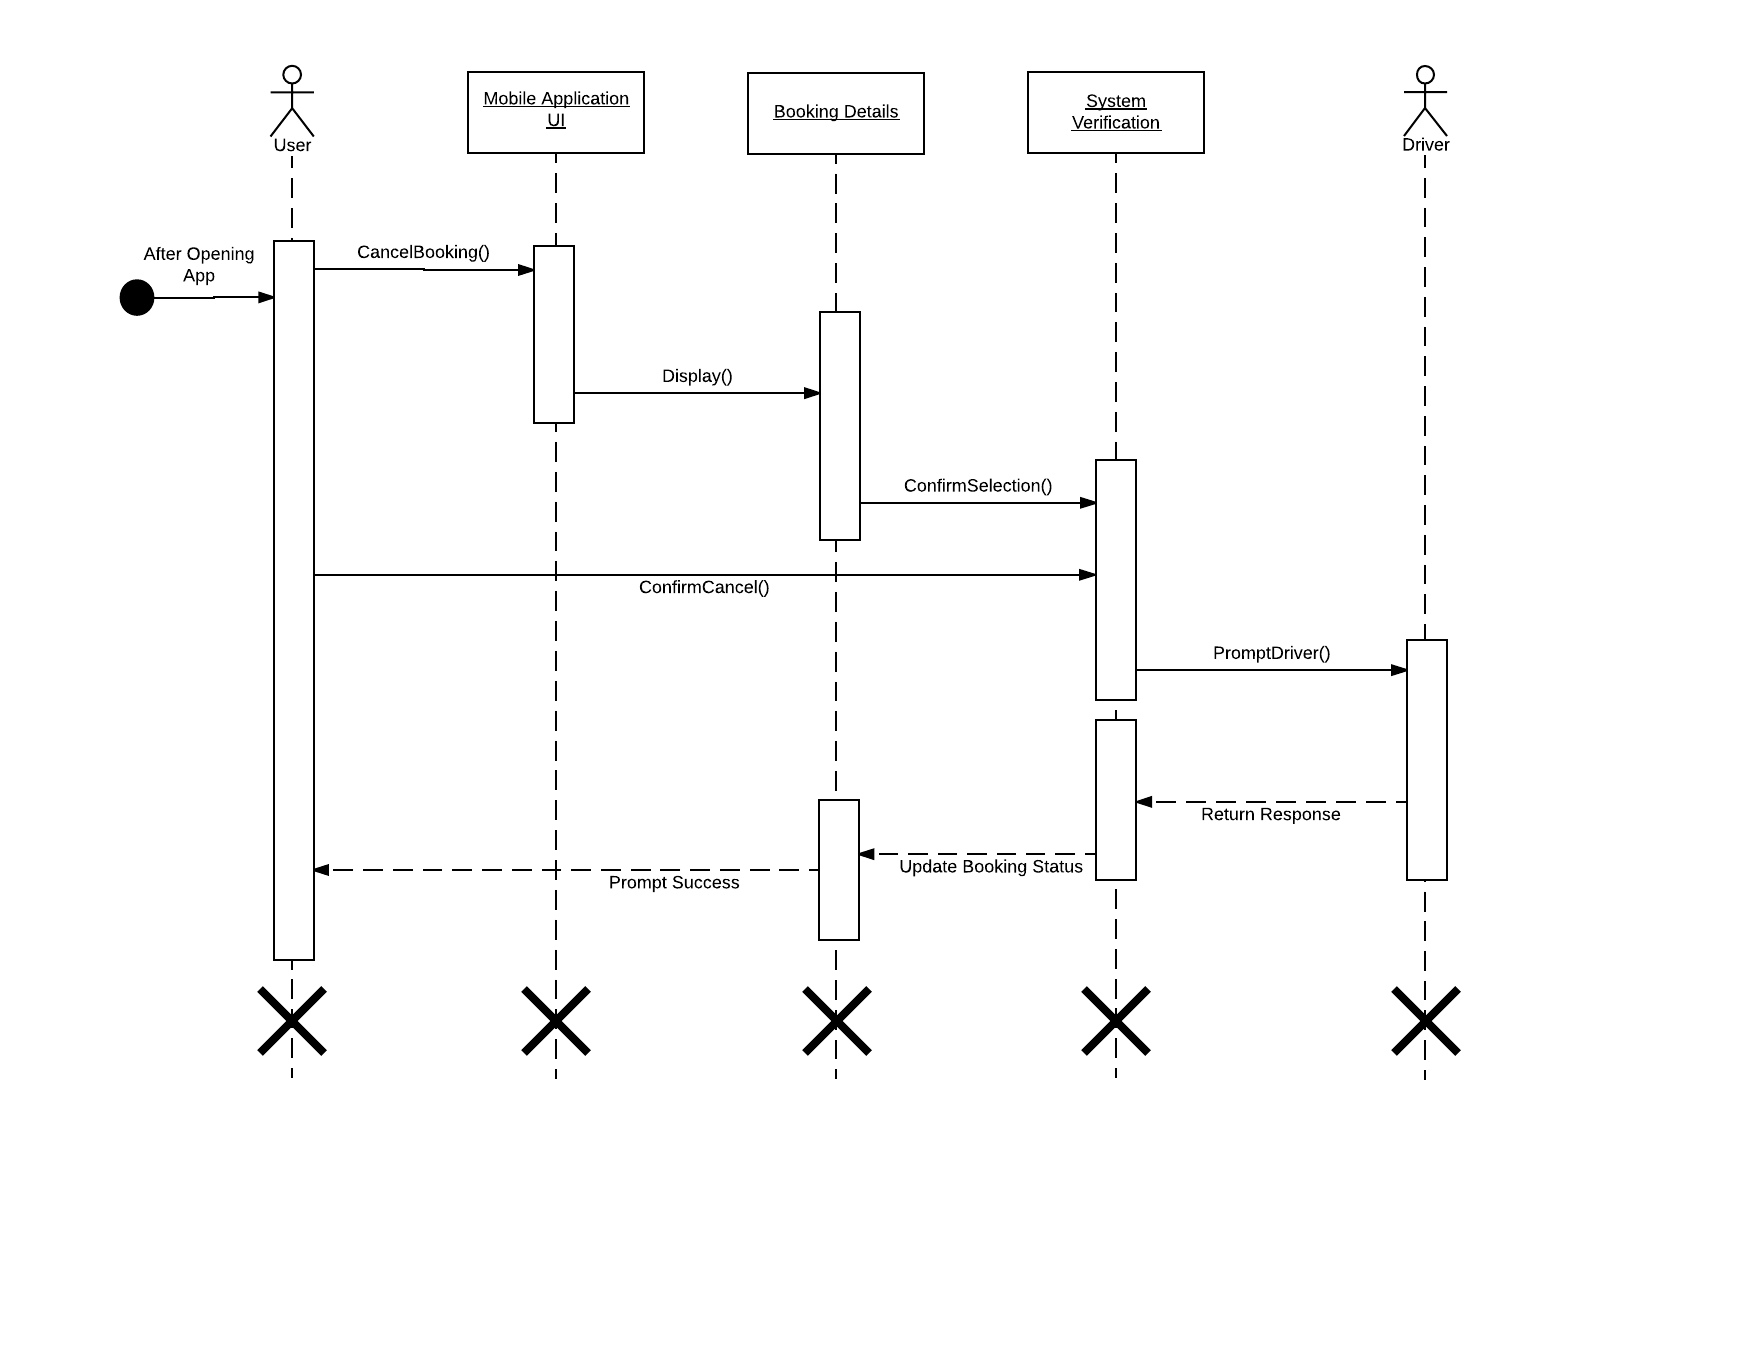 User
Mobile Application
UI
Booking Details
System
Verification
Driver
After Opening
App
CancelBooking()
Display()
ConfirmSelection()
ConfirmCancel()
PromptDriver()
Return Response
Update Booking Status
Prompt Success